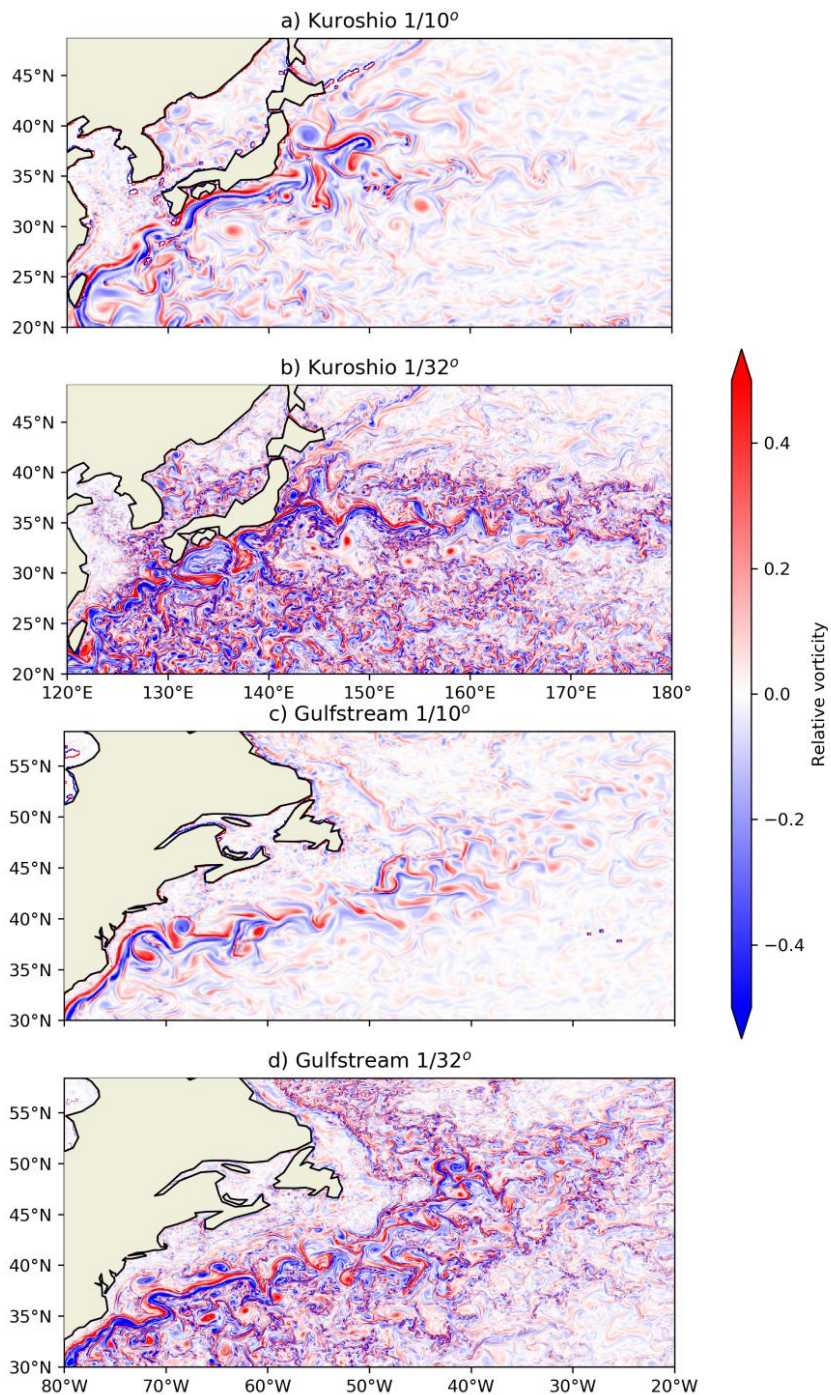 a) Kuroshio 1/10°
45°N
40°N
35°N
30°N
25°N
20°N
b) Kuroshio 1/32°
45°N
40°N
35°N
30°N
25°N
20°N
120°E 130°E 140°E 150°E 160°E 170°E 180°
c) Gulfstream 1/10°
55°N
50°N
45°N
40°N
35°N
30°N
d) Gulfstream 1/32°
55°N
50°N
45°N
40°N
35°N
30°N
80°W 70°W 60°W 50°W 40°W 30°W 20°W
0.4
0.2
0.0
−0.2
−0.4
Relative vorticity